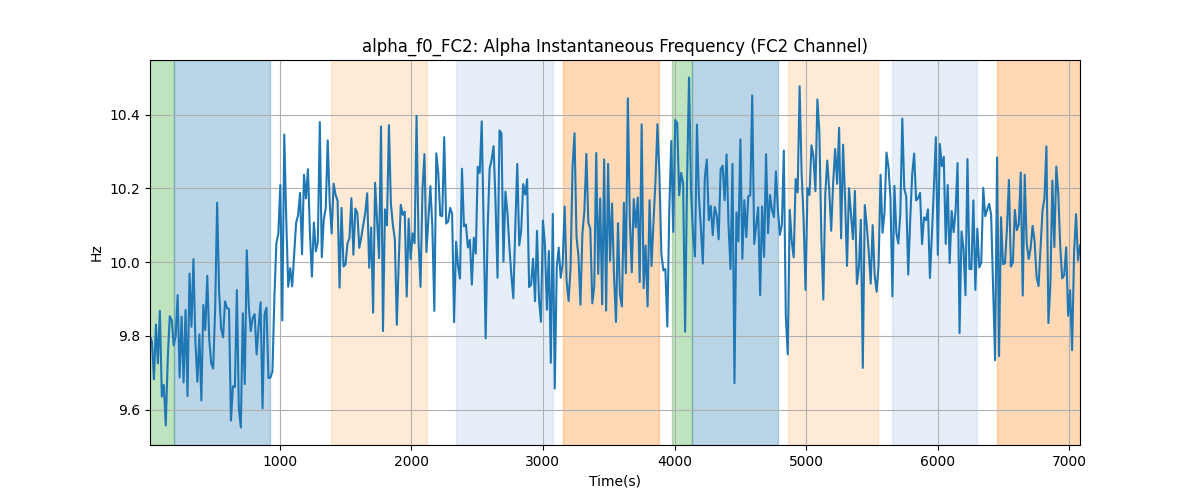 alpha_f0_FC2: Alpha Instantaneous Frequency (FC2 Channel)
Hz
10.4
10.2
10.0
9.8
9.6
1000 2000 3000 4000 5000 6000 7000
Time(s)